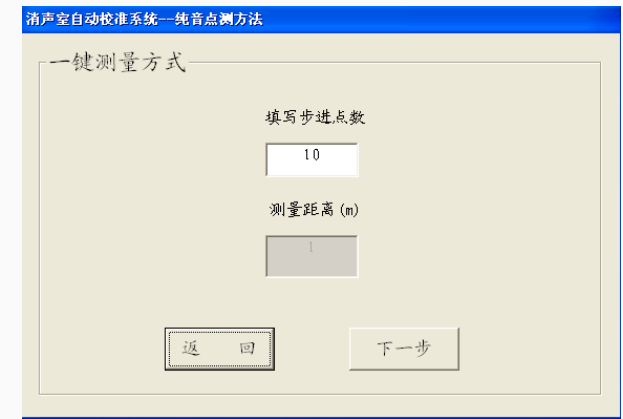 消声室自动校准系统--纯音点测方法
一键测量方式
填写步进点数
10
测量距离(m)
1
返 回
下一步